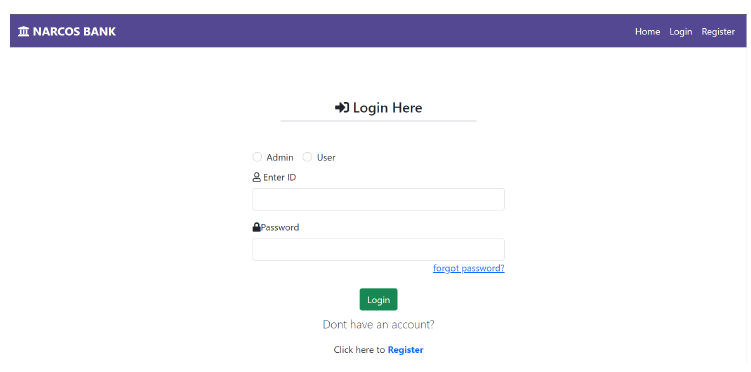 NARCOS BANK
Home Login Register
Login Here
Admin User
Enter ID
Password
forgot password?
Login
Dont have an account?
Click here to Register